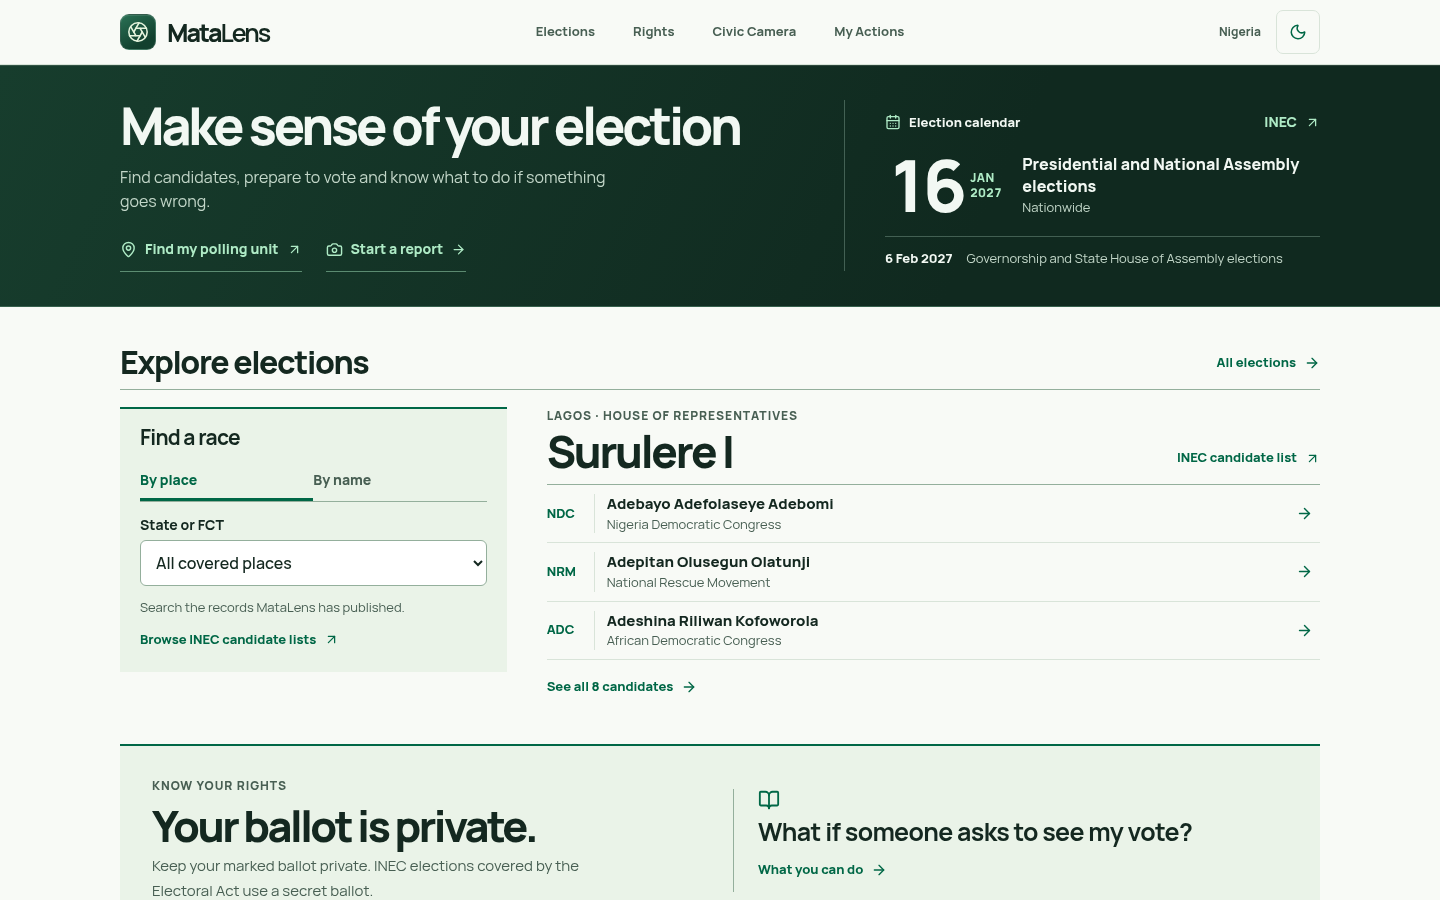 MataLens
Elections
Rights
Civic Camera
My Actions
Nigeria
Make sense of your election
Find candidates, prepare to vote and know what to do if something
goes wrong.
Find my polling unit
Start a report
Election calendar
INEC
16
JAN
2027
Presidential and National Assembly
elections
Nationwide
6 Feb 2027
Governorship and State House of Assembly elections
Explore elections
All elections
Find a race
By place
By name
State or FCT
All covered places
Search the records MataLens has published.
Browse INEC candidate lists
LAGOS · HOUSE OF REPRESENTATIVES
Surulere I
INEC candidate list
NDC
Adebayo Adefolaseye Adebomi
Nigeria Democratic Congress
NRM
Adepitan Olusegun Olatunji
National Rescue Movement
ADC
Adeshina Riliwan Kofoworola
African Democratic Congress
See all 8 candidates
KNOW YOUR RIGHTS
Your ballot is private.
Keep your marked ballot private. INEC elections covered by the
Electoral Act use a secret ballot.
What if someone asks to see my vote?
What you can do